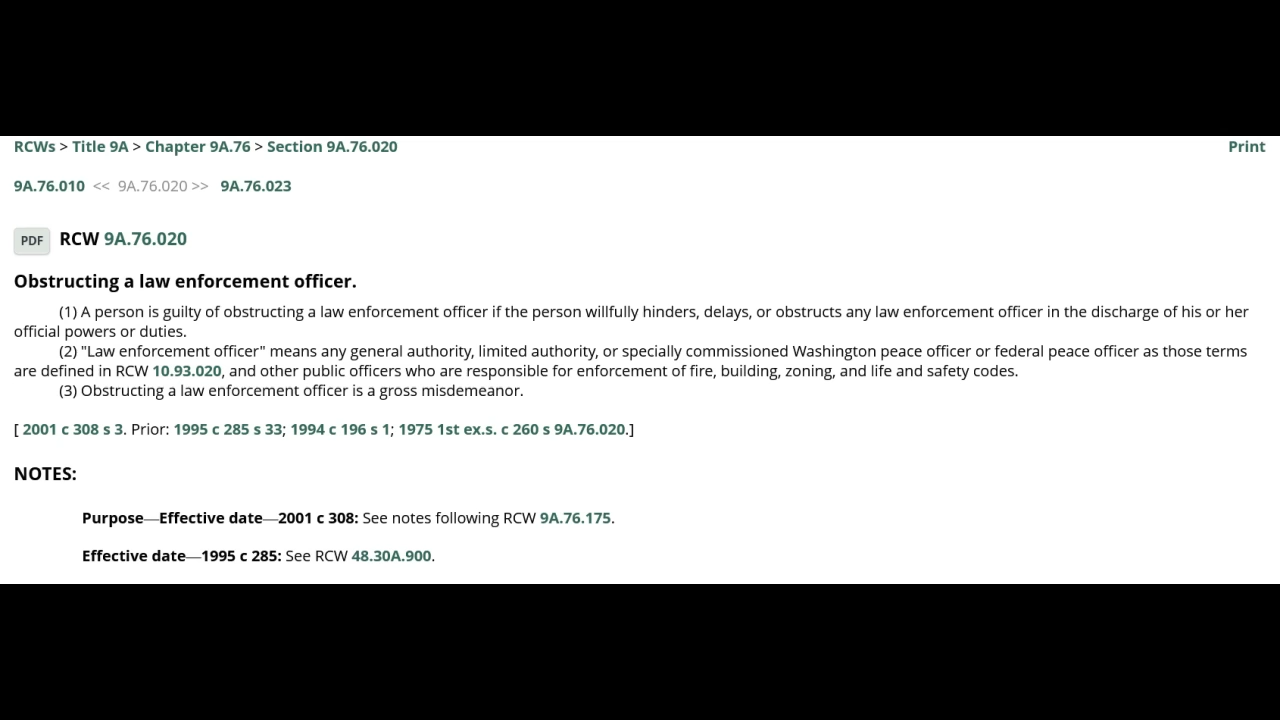 RCWs > Title 9A > Chapter 9A.76 > Section 9A.76.020
Print
9A.76.010 << 9A.76.020 >> 9A.76.023
PDF RCW 9A.76.020
Obstructing a law enforcement officer.
(1) A person is guilty of obstructing a law enforcement officer if the person willfully hinders, delays, or obstructs any law enforcement officer in the discharge of his or her
official powers or duties.
(2) "Law enforcement officer" means any general authority, limited authority, or specially commissioned Washington peace officer or federal peace officer as those terms
are defined in RCW 10.93.020, and other public officers who are responsible for enforcement of fire, building, zoning, and life and safety codes.
(3) Obstructing a law enforcement officer is a gross misdemeanor.
[ 2001 c 308 s 3. Prior: 1995 c 285 s 33; 1994 c 196 s 1; 1975 1st ex.s. c 260 s 9A.76.020.]
NOTES:
Purpose—Effective date—2001 c 308: See notes following RCW 9A.76.175.
Effective date—1995 c 285: See RCW 48.30A.900.